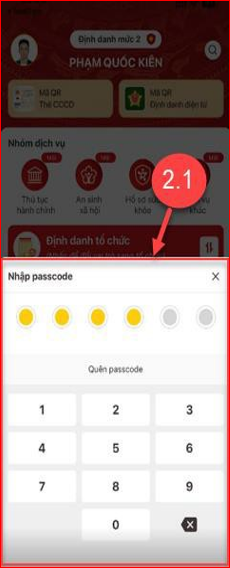 Định danh mức 2
PHẠM QUỐC KIÊN
Mã QR
Thẻ CCCD
Mã QR
Định danh điện tử
Nhóm dịch vụ
Mới
Mới
Mới
Thủ tục
hành chính
An sinh
xã hội
Hồ sơ sức
khỏe
vụ
khác
2.1
Định danh tổ chức
Nhập passcode
Quên passcode
1
2
3
4
5
6
7
8
9
0